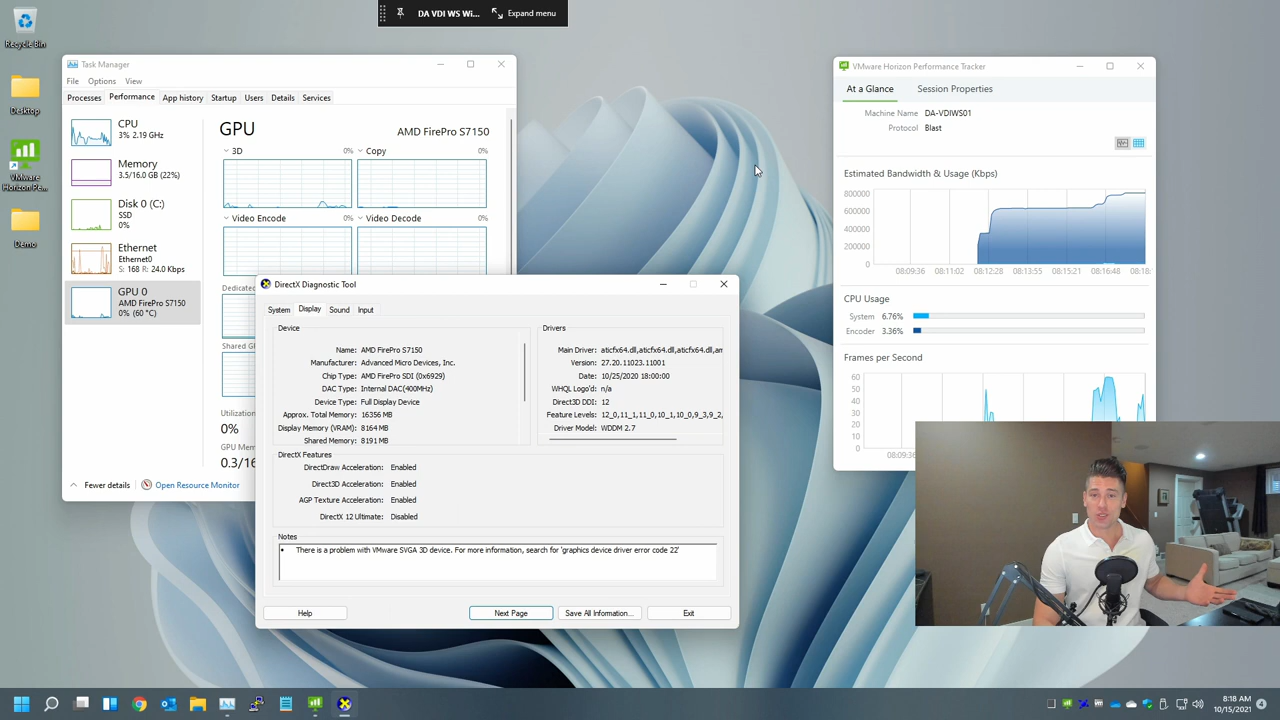 Recycle Bin
Desktop
VMware
Horizon Pe...
Demo
DA VDI WS Wi...
Expand menu
Task Manager
File Options View
Processes Performance App history Startup Users Details Services
CPU
3% 2.19 GHz
Memory
3.5/16.0 GB (22%)
Disk 0 (C:)
SSD
0%
Ethernet
Ethernet0
S: 168 R: 24.0 Kbps
GPU 0
AMD FirePro S7150
0% (60 °C)
GPU
AMD FirePro S7150
3D 0% Copy 0%
Video Encode 0% Video Decode 0%
Dedicated
Shared G
Utilization
0%
GPU Mem
0.3/16
Fewer details Open Resource Monitor
DirectX Diagnostic Tool
System Display Sound Input
Device
Name: AMD FirePro S7150
Manufacturer: Advanced Micro Devices, Inc.
Chip Type: AMD FirePro SDI (0x6929)
DAC Type: Internal DAC(400MHz)
Device Type: Full Display Device
Approx. Total Memory: 16356 MB
Display Memory (VRAM): 8164 MB
Shared Memory: 8191 MB
Drivers
Main Driver: aticfx64.dll,aticfx64.dll,aticfx64.dll,am
Version: 27.20.11023.11001
Date: 10/25/2020 18:00:00
WHQL Logo'd: n/a
Direct3D DDI: 12
Feature Levels: 12_0,11_1,11_0,10_1,10_0,9_3,9_2,
Driver Model: WDDM 2.7
DirectX Features
DirectDraw Acceleration: Enabled
Direct3D Acceleration: Enabled
AGP Texture Acceleration: Enabled
DirectX 12 Ultimate: Disabled
Notes
• There is a problem with VMware SVGA 3D device. For more information, search for 'graphics device driver error code 22'
Help Next Page Save All Information... Exit
VMware Horizon Performance Tracker
At a Glance Session Properties
Machine Name DA-VDIWS01
Protocol Blast
Estimated Bandwidth & Usage (Kbps)
800000
600000
400000
200000
0
08:09:36 08:11:02 08:12:28 08:13:55 08:15:21 08:16:48 08:18:
CPU Usage
System 6.76%
Encoder 3.36%
Frames per Second
60
50
40
30
20
10
0
08:09:36
8:18 AM
10/15/2021
4